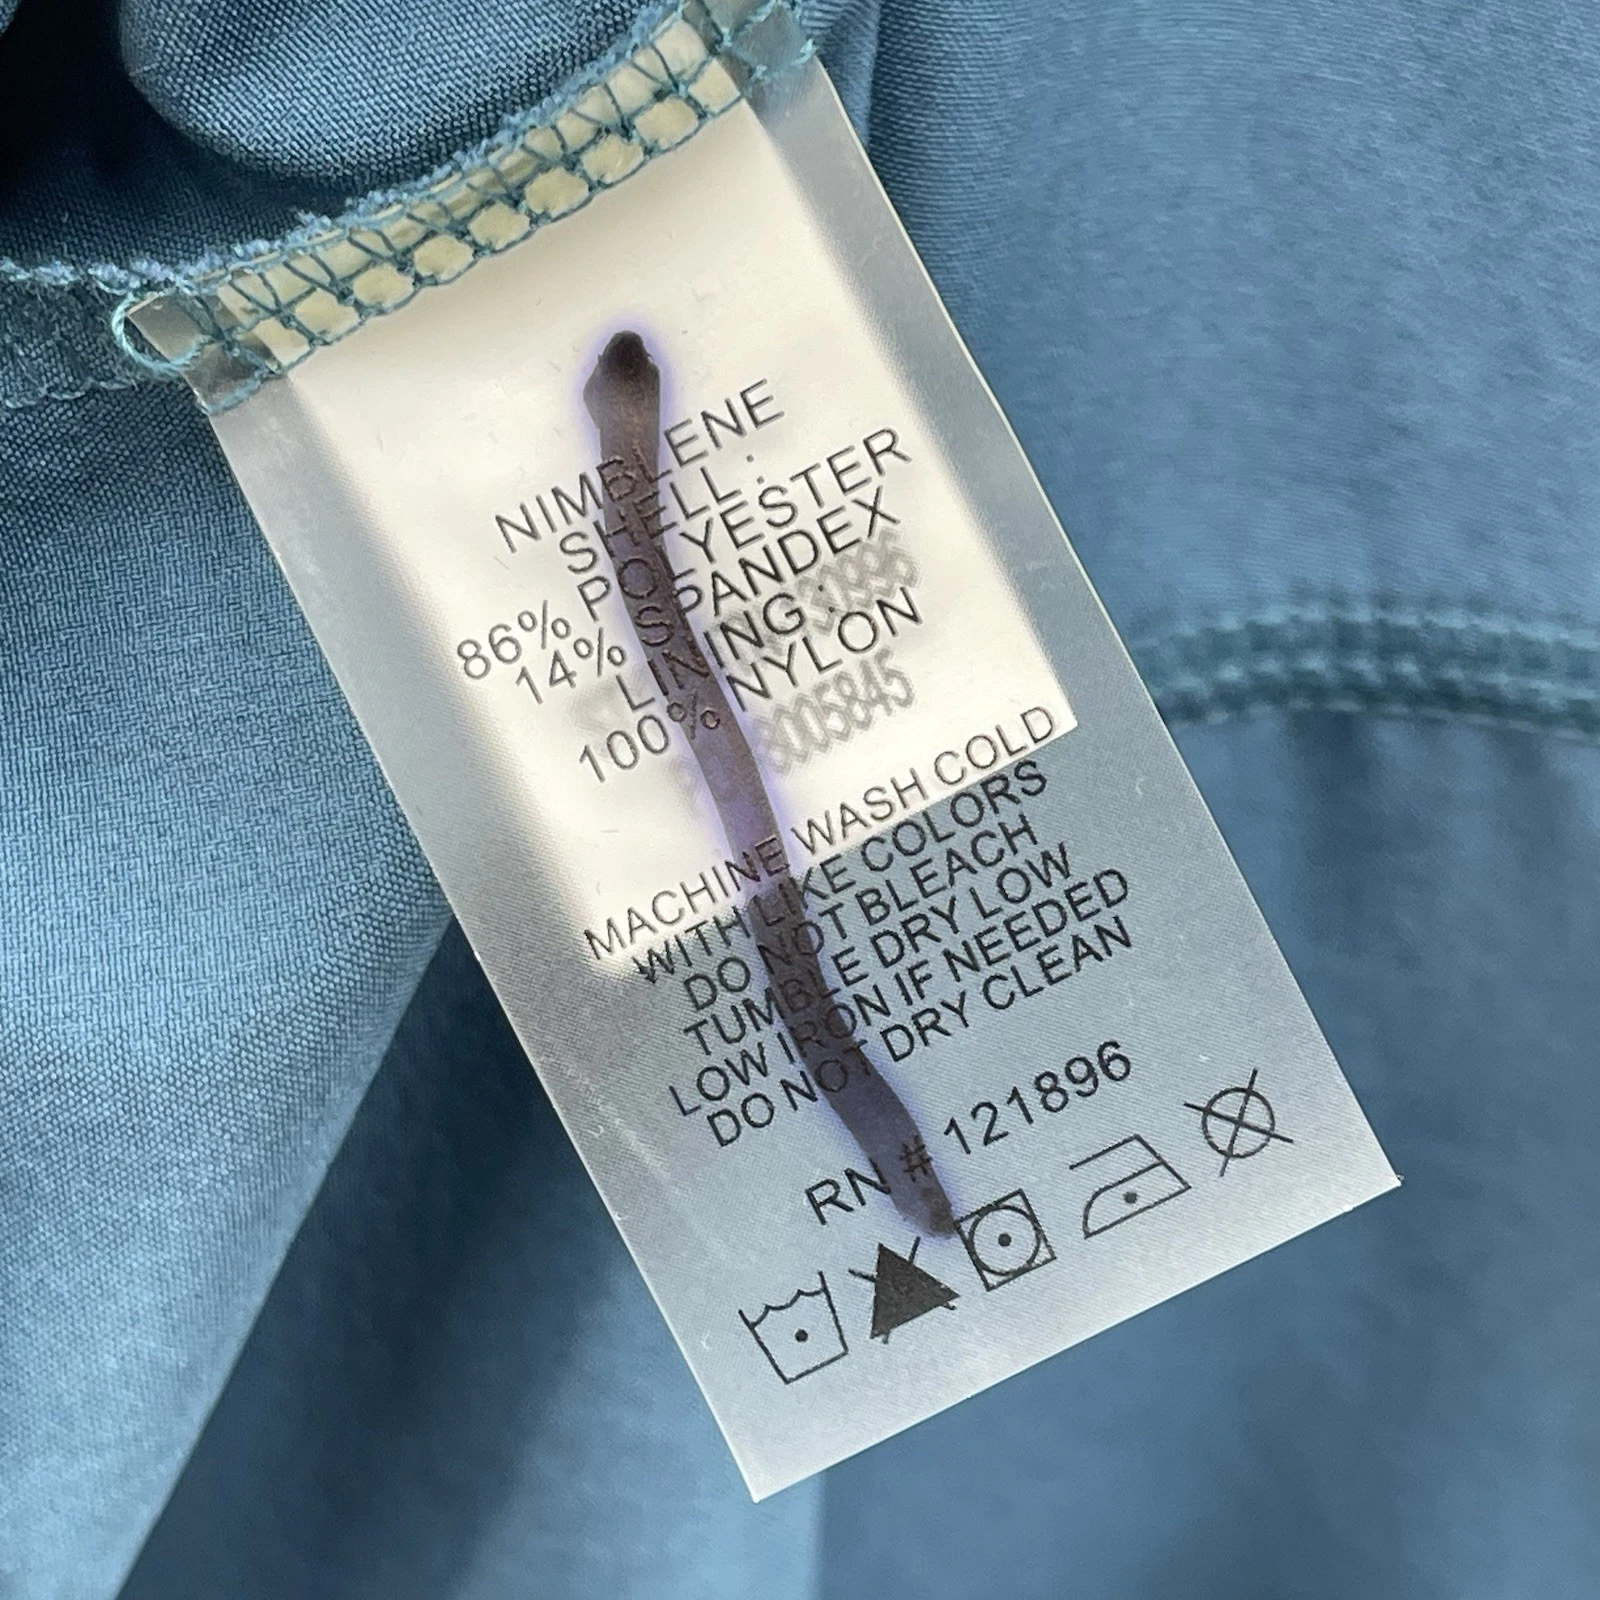 NIMBLENE
SHELL :
86% POLYESTER
14% SPANDEX
LINING :
100% NYLON
3005845
MACHINE WASH COLD
WITH LIKE COLORS
DO NOT BLEACH
TUMBLE DRY LOW
LOW IRON IF NEEDED
DO NOT DRY CLEAN
RN # 121896